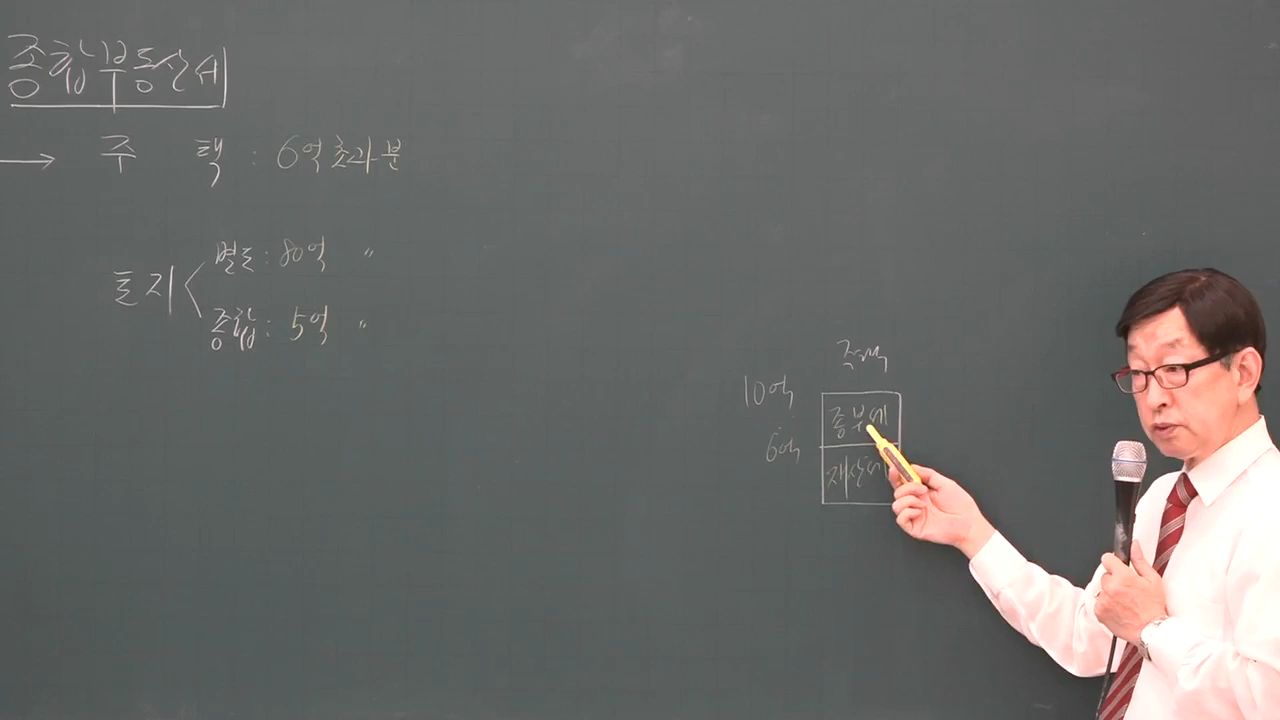 종합부동산세
→ 주 택 : 6억 초과분
토지 < 별도 : 80억 〃
종합 : 5억 〃
주택
10억
종부세
6억
재산세